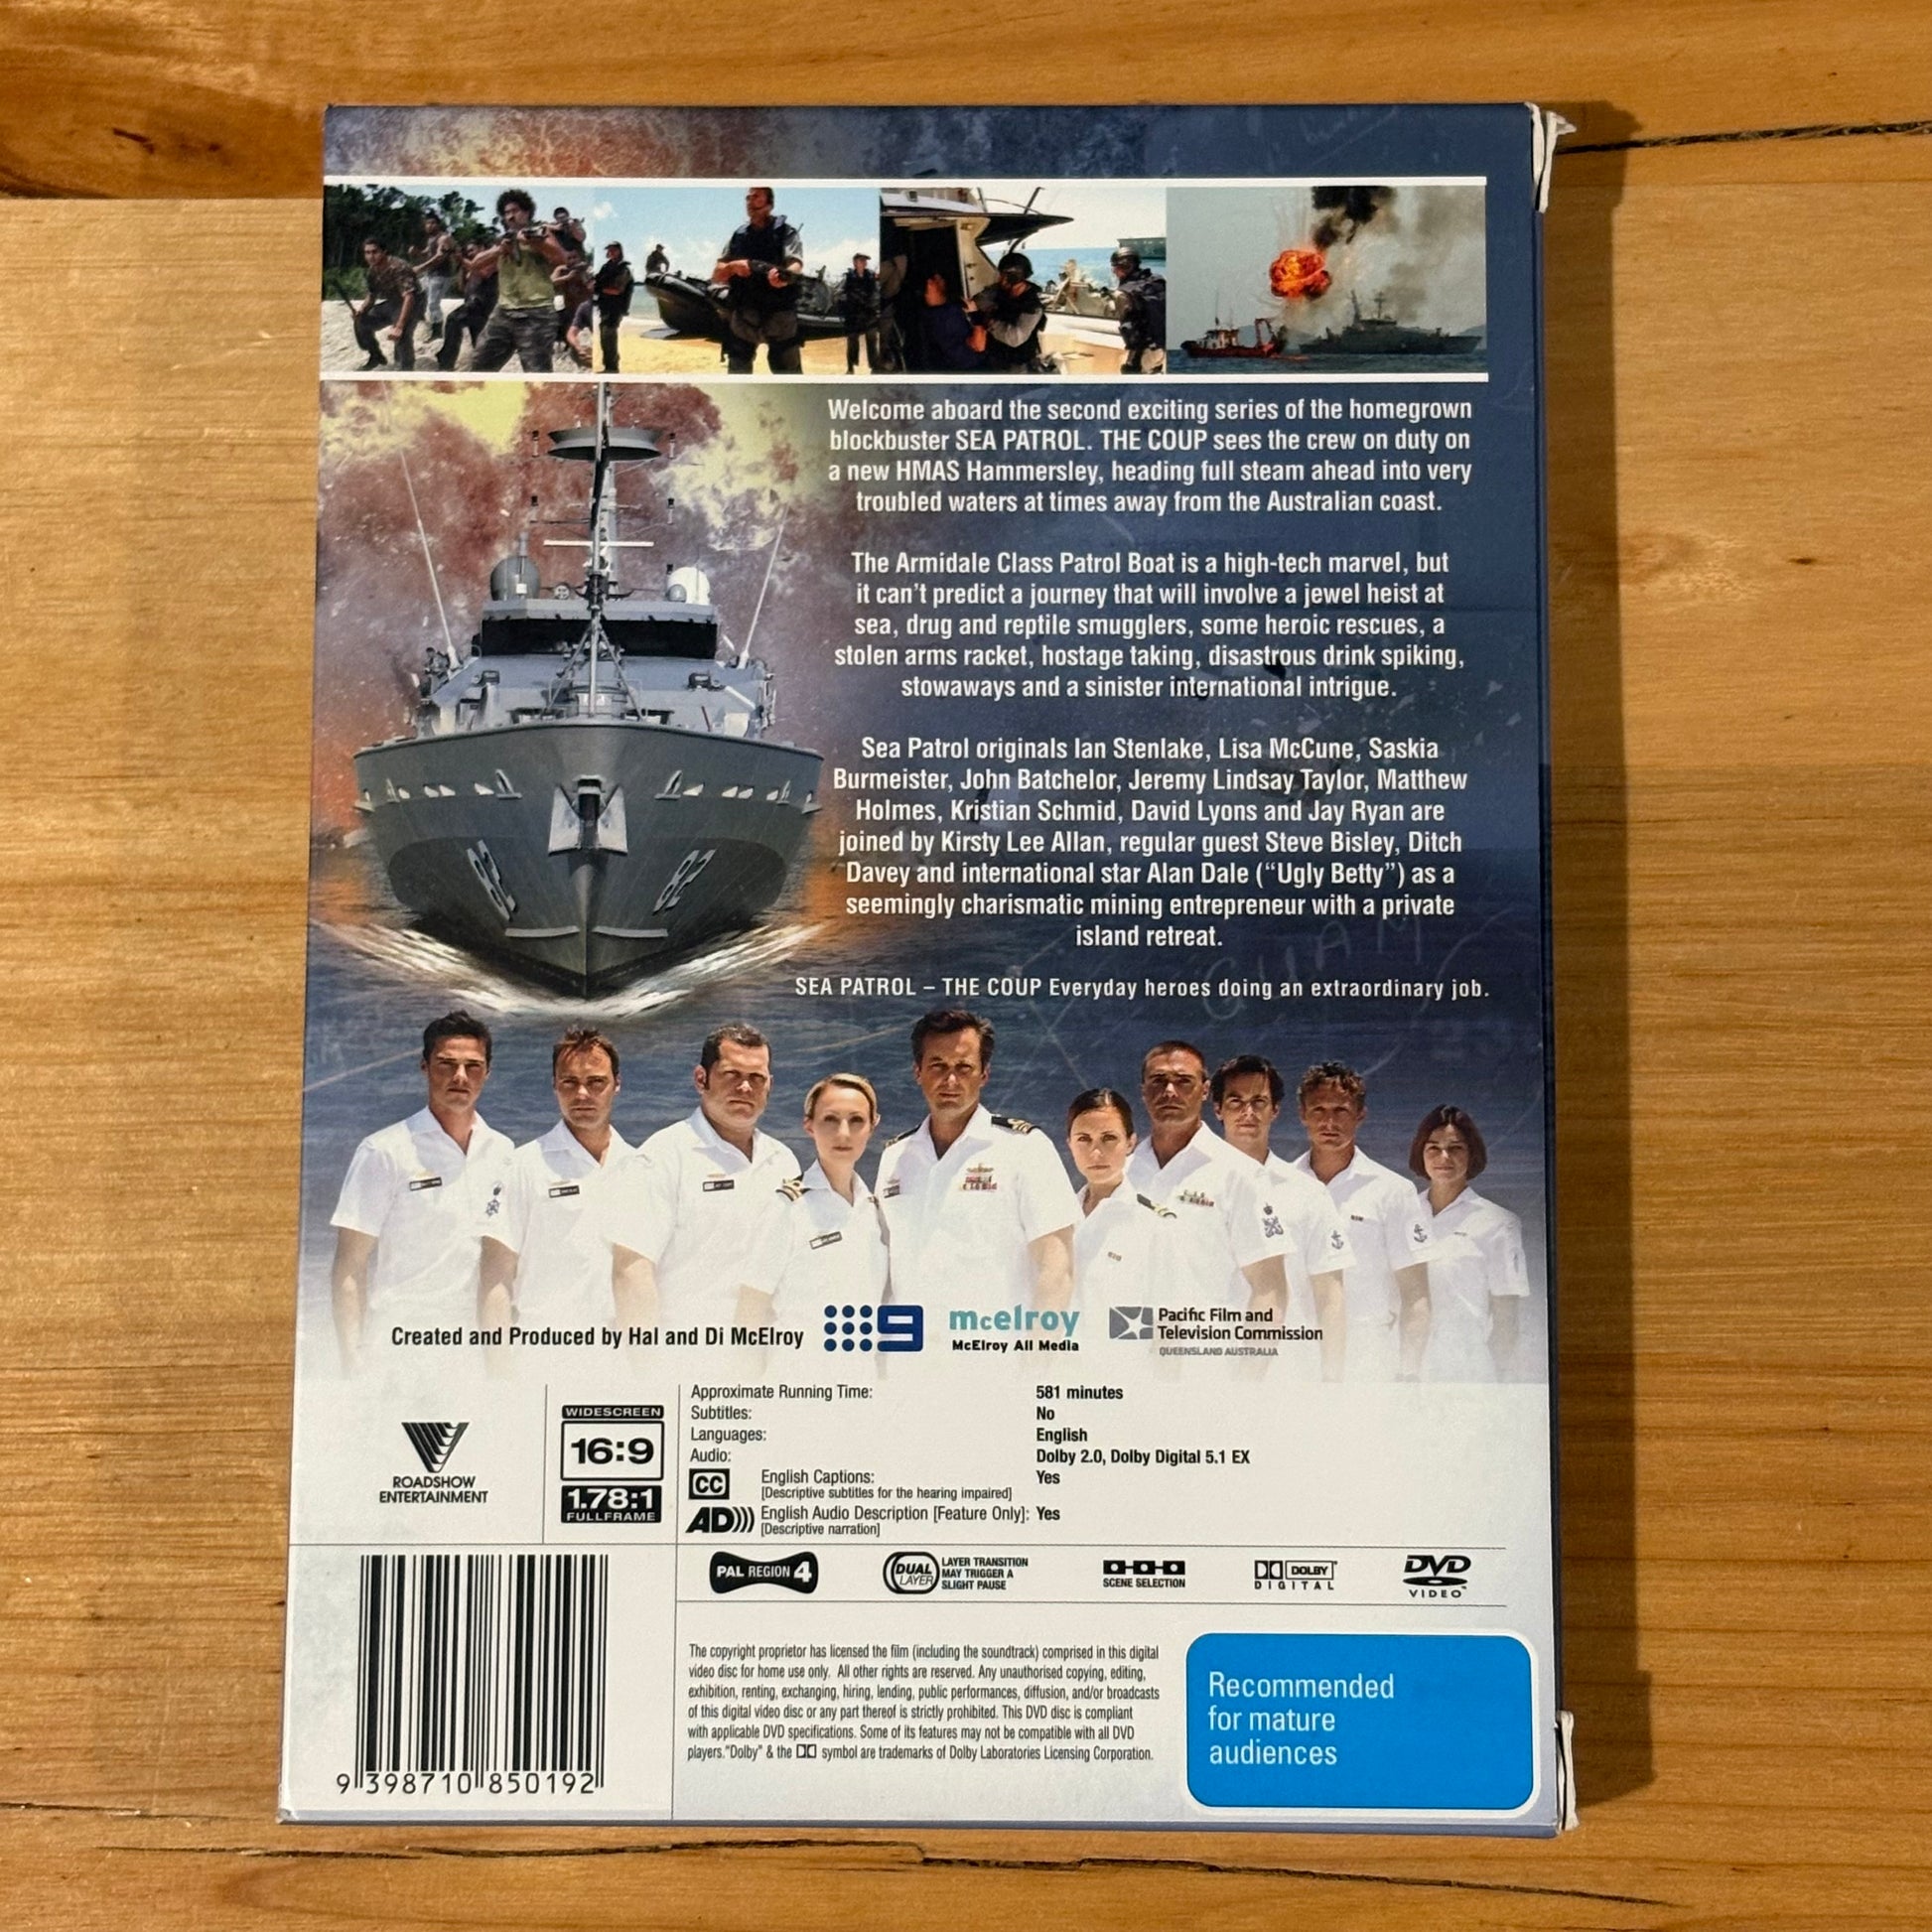 Welcome aboard the second exciting series of the homegrown
blockbuster SEA PATROL. THE COUP sees the crew on duty on
a new HMAS Hammersley, heading full steam ahead into very
troubled waters at times away from the Australian coast.
The Armidale Class Patrol Boat is a high-tech marvel, but
it can't predict a journey that will involve a jewel heist at
sea, drug and reptile smugglers, some heroic rescues, a
stolen arms racket, hostage taking, disastrous drink spiking,
stowaways and a sinister international intrigue.
Sea Patrol originals Ian Stenlake, Lisa McCune, Saskia
Burmeister, John Batchelor, Jeremy Lindsay Taylor, Matthew
Holmes, Kristian Schmid, David Lyons and Jay Ryan are
joined by Kirsty Lee Allan, regular guest Steve Bisley, Ditch
Davey and international star Alan Dale (“Ugly Betty”) as a
seemingly charismatic mining entrepreneur with a private
island retreat.
GUAM
SEA PATROL – THE COUP Everyday heroes doing an extraordinary job.
82
82
Created and Produced by Hal and Di McElroy
9
mcelroy
McElroy All Media
Pacific Film and
Television Commission
QUEENSLAND AUSTRALIA
ROADSHOW
ENTERTAINMENT
WIDESCREEN
16:9
1.78:1
FULLFRAME
Approximate Running Time: 581 minutes
Subtitles: No
Languages: English
Audio: Dolby 2.0, Dolby Digital 5.1 EX
CC English Captions: Yes
[Descriptive subtitles for the hearing impaired]
AD))) English Audio Description [Feature Only]: Yes
[Descriptive narration]
PAL REGION 4
DUAL LAYER
LAYER TRANSITION
MAY TRIGGER A
SLIGHT PAUSE
SCENE SELECTION
DOLBY
DIGITAL
DVD
VIDEO™
9 398710 850192
The copyright proprietor has licensed the film (including the soundtrack) comprised in this digital
video disc for home use only. All other rights are reserved. Any unauthorised copying, editing,
exhibition, renting, exchanging, hiring, lending, public performances, diffusion, and/or broadcasts
of this digital video disc or any part thereof is strictly prohibited. This DVD disc is compliant
with applicable DVD specifications. Some of its features may not be compatible with all DVD
players."Dolby" & the symbol are trademarks of Dolby Laboratories Licensing Corporation.
Recommended
for mature
audiences